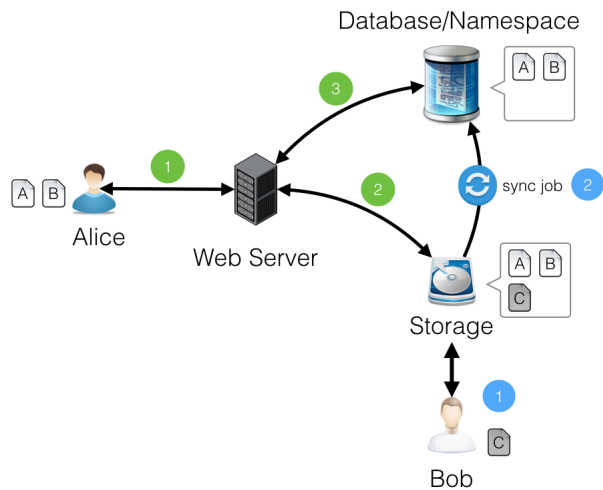 Database/Namespace
A B
3
1
A B
Alice
Web Server
2
sync job 2
A B
C
Storage
1
C
Bob